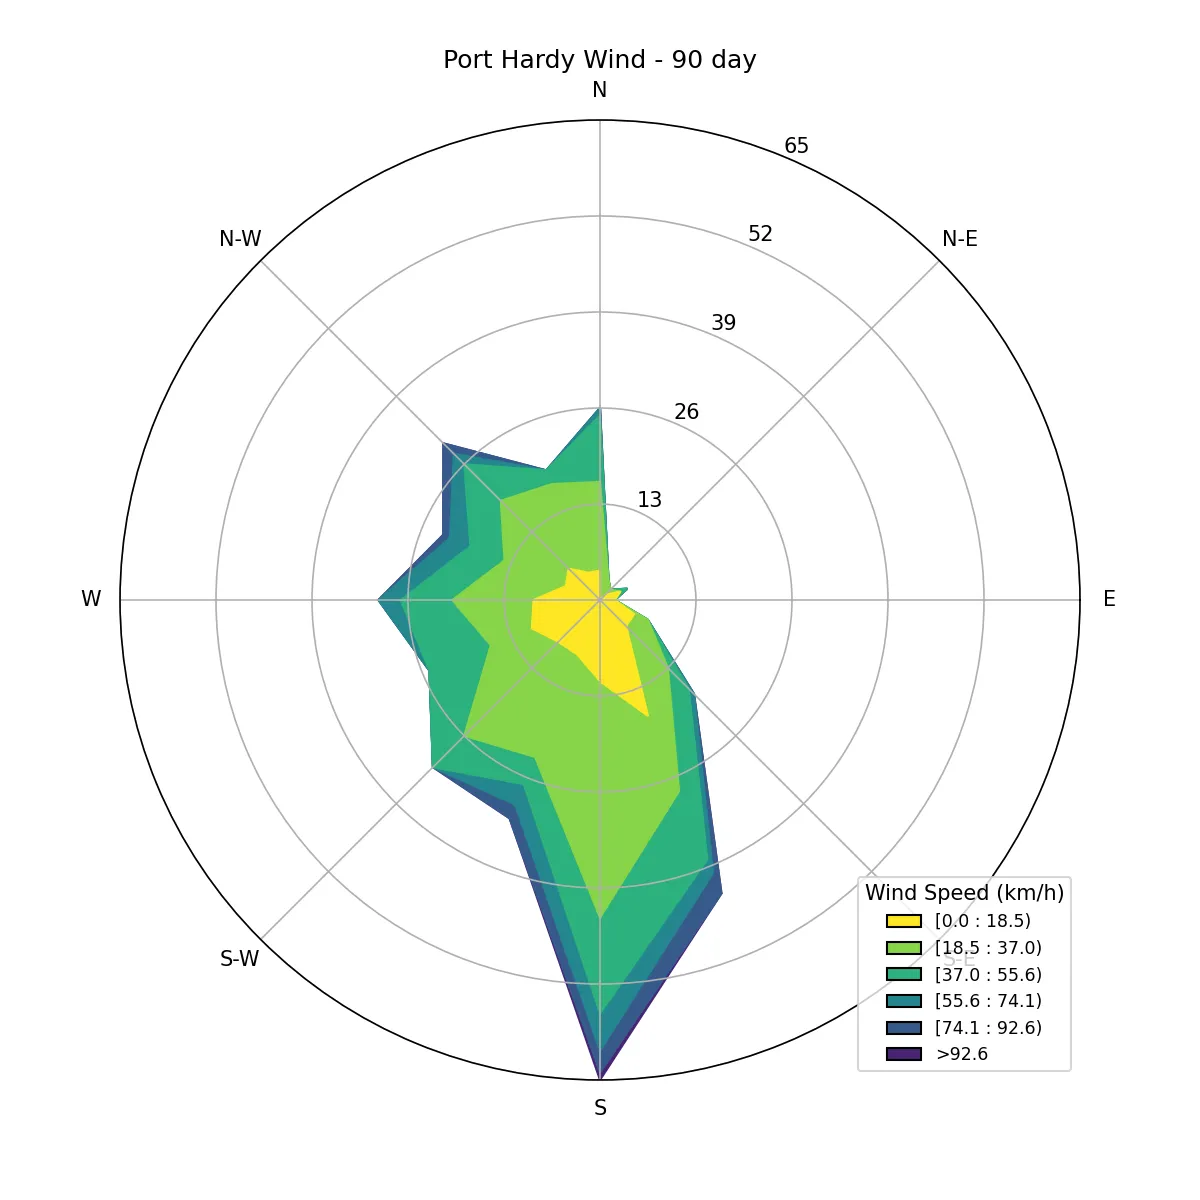 Port Hardy Wind - 90 day
N
65
N-W
52
N-E
39
26
13
W
E
S-W
S-E
S
Wind Speed (km/h)
[0.0 : 18.5)
[18.5 : 37.0)
[37.0 : 55.6)
[55.6 : 74.1)
[74.1 : 92.6)
>92.6